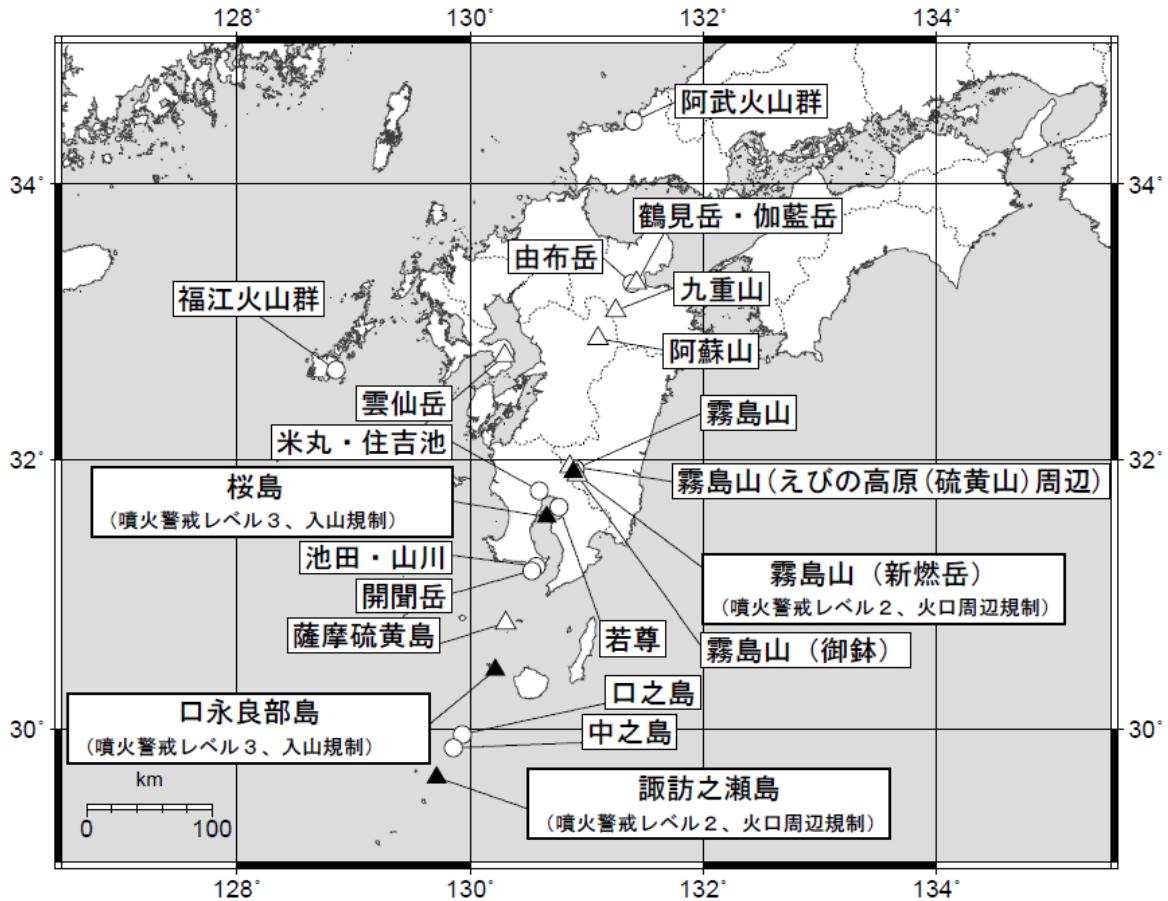 128° 130° 132° 134°
阿武火山群
34° 34°
鶴見岳・伽藍岳
由布岳
九重山
福江火山群
阿蘇山
雲仙岳
霧島山
米丸・住吉池
32° 32°
霧島山(えびの高原(硫黄山)周辺)
桜島
(噴火警戒レベル3、入山規制)
池田・山川
霧島山(新燃岳)
(噴火警戒レベル2、火口周辺規制)
開聞岳
薩摩硫黄島
若尊
霧島山(御鉢)
口之島
口永良部島
(噴火警戒レベル3、入山規制)
中之島
30° 30°
km
0 100
諏訪之瀬島
(噴火警戒レベル2、火口周辺規制)
128° 130° 132° 134°